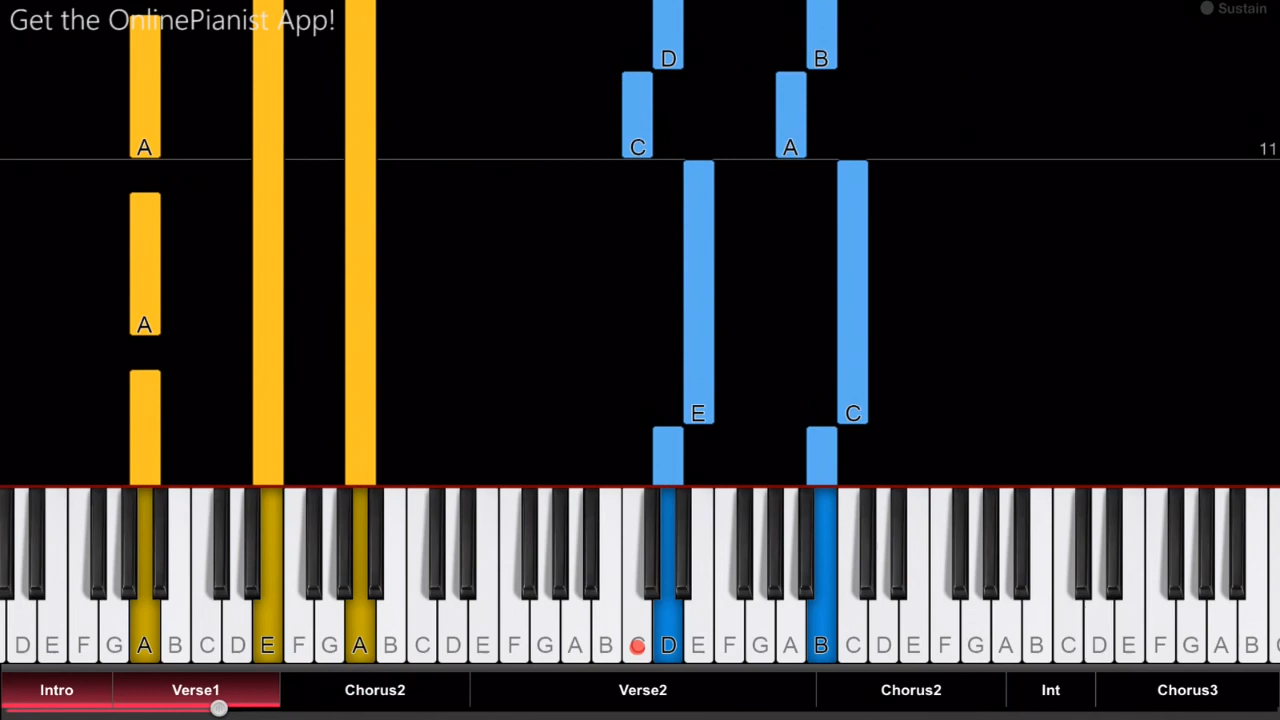 Get the OnlinePianist App!
Sustain
D B
A C A
11
A
E C
D E F G A B C D E F G A B C D E F G A B C D E F G A B C D E F G A B C D E F G A B
Intro Verse1 Chorus2 Verse2 Chorus2 Int Chorus3